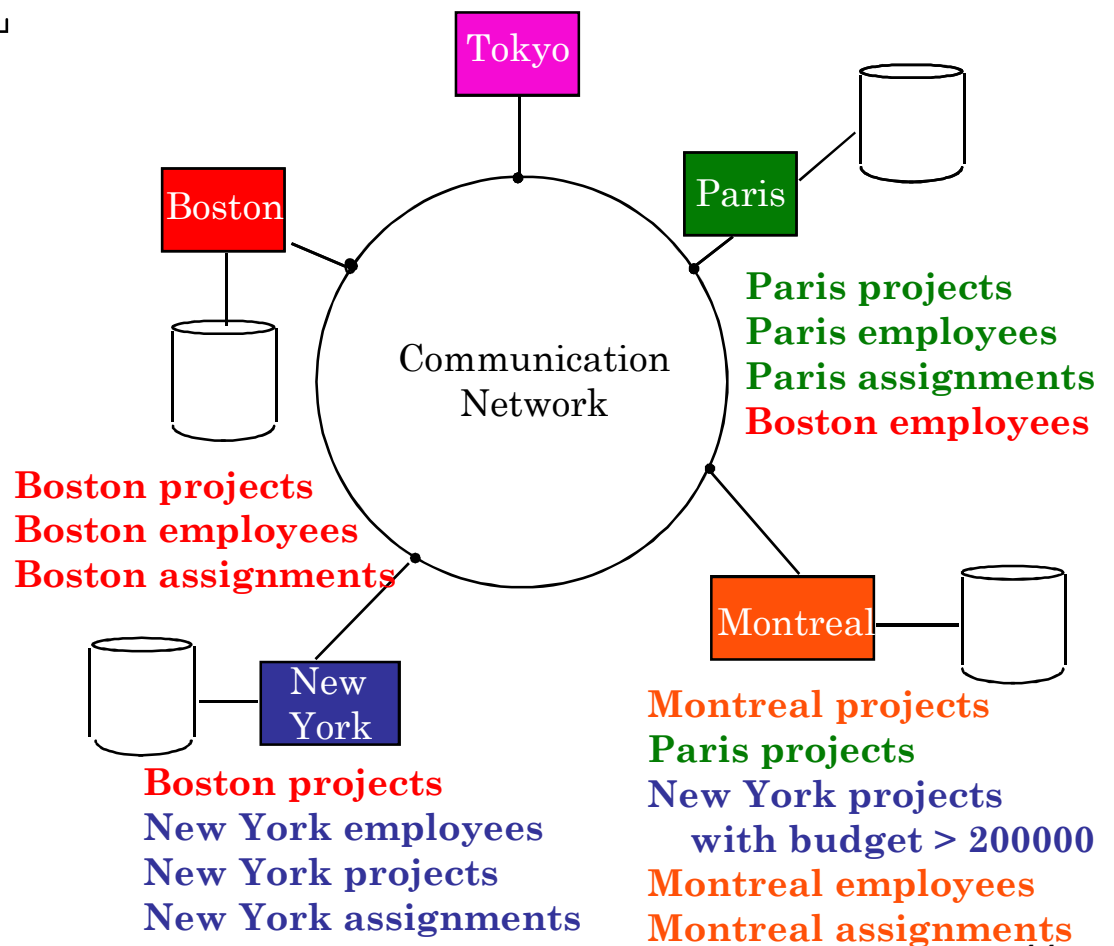 Tokyo
Boston
Paris
Communication
Network
Paris projects
Paris employees
Paris assignments
Boston employees
Boston projects
Boston employees
Boston assignments
Montreal
New
York
Montreal projects
Paris projects
New York projects
with budget > 200000
Montreal employees
Montreal assignments
Boston projects
New York employees
New York projects
New York assignments